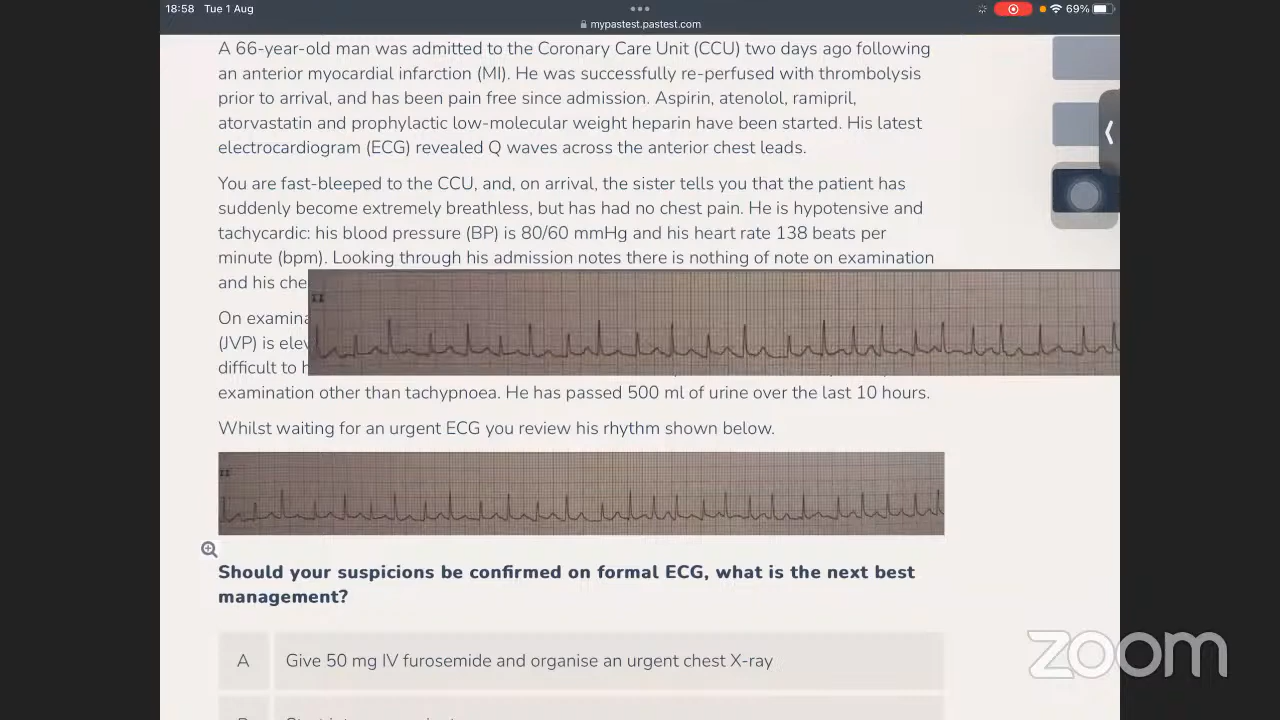 18:58 Tue 1 Aug
mypastest.pastest.com
69%
A 66-year-old man was admitted to the Coronary Care Unit (CCU) two days ago following
an anterior myocardial infarction (MI). He was successfully re-perfused with thrombolysis
prior to arrival, and has been pain free since admission. Aspirin, atenolol, ramipril,
atorvastatin and prophylactic low-molecular weight heparin have been started. His latest
electrocardiogram (ECG) revealed Q waves across the anterior chest leads.
You are fast-bleeped to the CCU, and, on arrival, the sister tells you that the patient has
suddenly become extremely breathless, but has had no chest pain. He is hypotensive and
tachycardic: his blood pressure (BP) is 80/60 mmHg and his heart rate 138 beats per
minute (bpm). Looking through his admission notes there is nothing of note on examination
and his che
II
On examina
(JVP) is elev
difficult to h
examination other than tachypnoea. He has passed 500 ml of urine over the last 10 hours.
Whilst waiting for an urgent ECG you review his rhythm shown below.
II
Should your suspicions be confirmed on formal ECG, what is the next best
management?
A Give 50 mg IV furosemide and organise an urgent chest X-ray
zoom